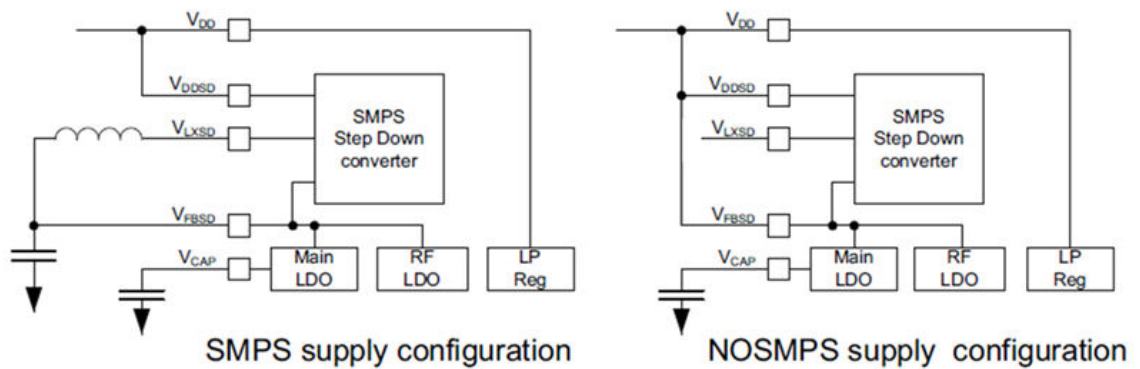 VDD
VDDSD
VLXSD
SMPS
Step Down
converter
VFBSD
VCAP
Main
LDO
RF
LDO
LP
Reg
SMPS supply configuration
VDD
VDDSD
VLXSD
SMPS
Step Down
converter
VFBSD
VCAP
Main
LDO
RF
LDO
LP
Reg
NOSMPS supply configuration